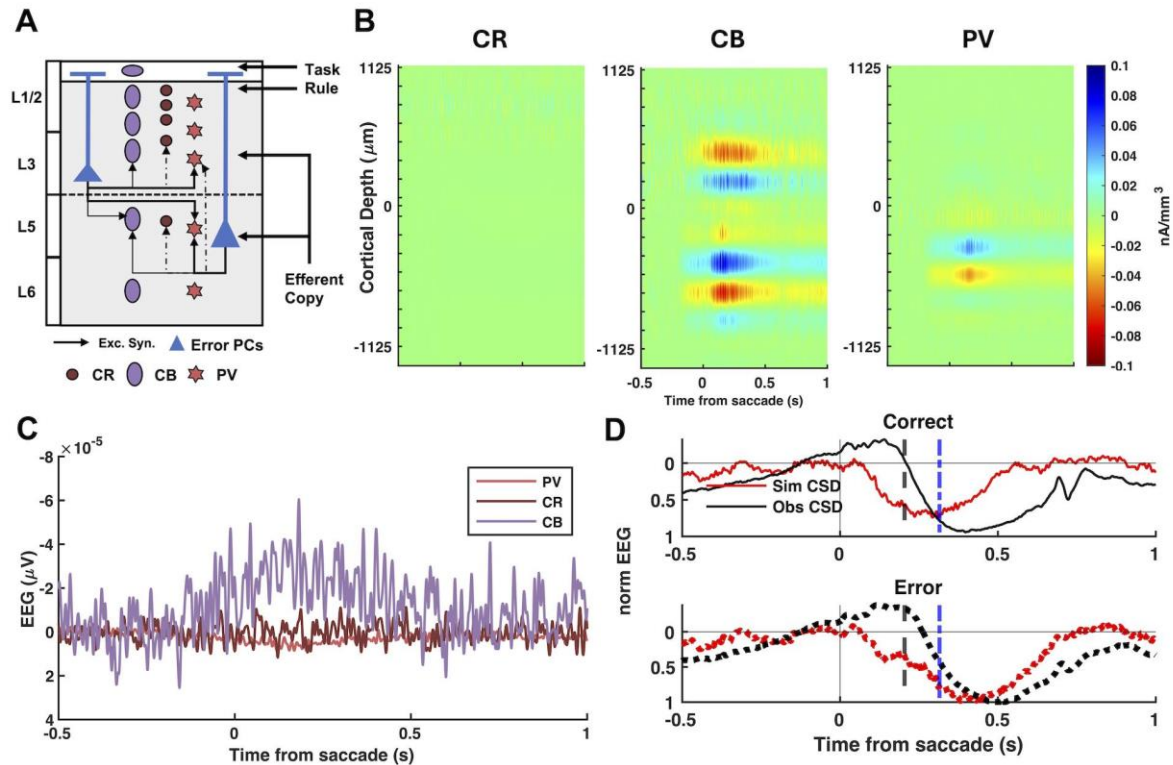 A
L1/2
L3
L5
L6
Task
Rule
Efferent
Copy
Exc. Syn.
Error PCs
CR
CB
PV
B
CR
CB
PV
Cortical Depth (μm)
1125
0
-1125
1125
0
-1125
1125
0
-1125
-0.5
0
0.5
1
Time from saccade (s)
0.1
0.08
0.06
0.04
0.02
0
-0.02
-0.04
-0.06
-0.08
-0.1
nA/mm³
C
×10⁻⁵
EEG (μV)
-8
-6
-4
-2
0
2
4
PV
CR
CB
-0.5
0
0.5
1
Time from saccade (s)
D
Correct
norm EEG
0
0.5
1
Sim CSD
Obs CSD
-0.5
0
0.5
1
Error
0
0.5
1
-0.5
0
0.5
1
Time from saccade (s)